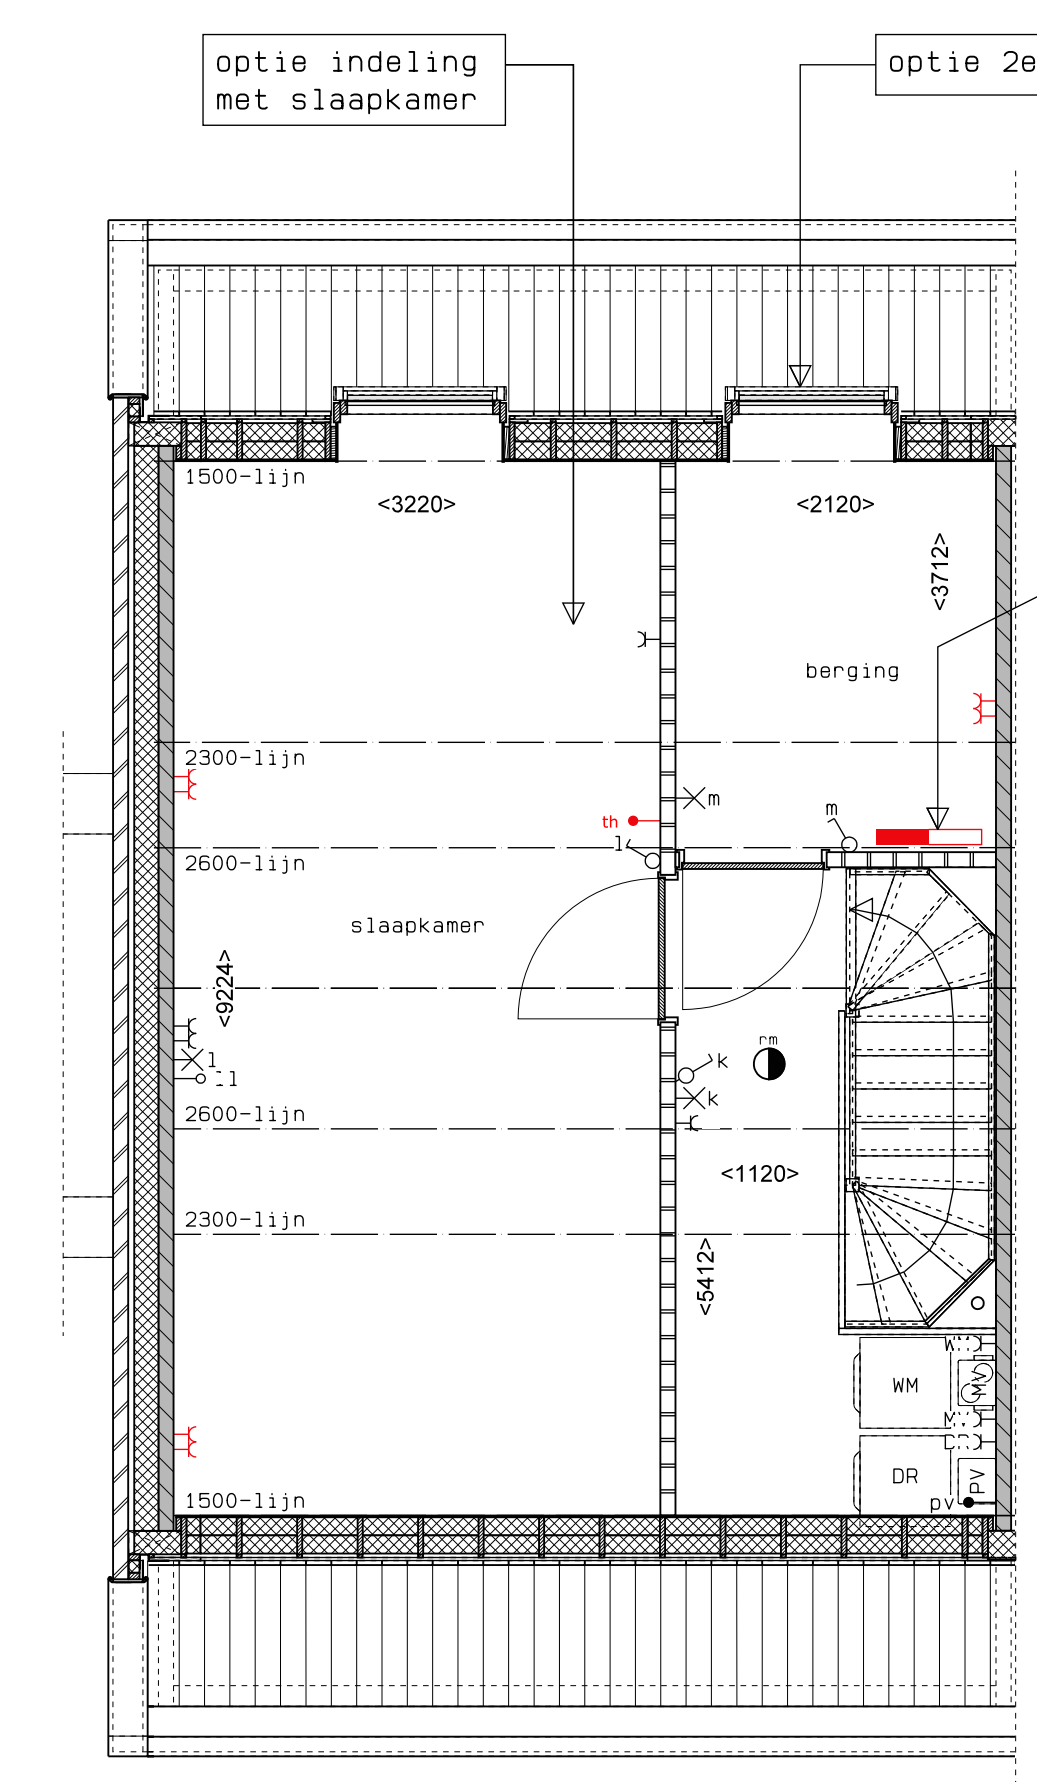 optie indeling
met slaapkamer
optie 2e
1500-lijn
<3220>
<2120>
<3712>
berging
2300-lijn
m
m
th
l
2600-lijn
slaapkamer
<9224>
rm
k
l
k
2600-lijn
<1120>
2300-lijn
<5412>
WM
MV
DR
PV
1500-lijn
pv